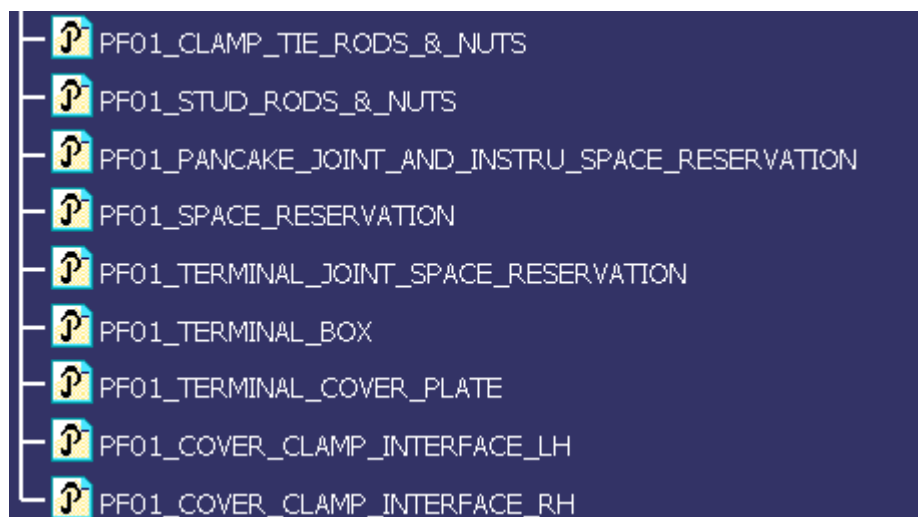 PF01_CLAMP_TIE_RODS_&_NUTS
PF01_STUD_RODS_&_NUTS
PF01_PANCAKE_JOINT_AND_INSTRU_SPACE_RESERVATION
PF01_SPACE_RESERVATION
PF01_TERMINAL_JOINT_SPACE_RESERVATION
PF01_TERMINAL_BOX
PF01_TERMINAL_COVER_PLATE
PF01_COVER_CLAMP_INTERFACE_LH
PF01_COVER_CLAMP_INTERFACE_RH